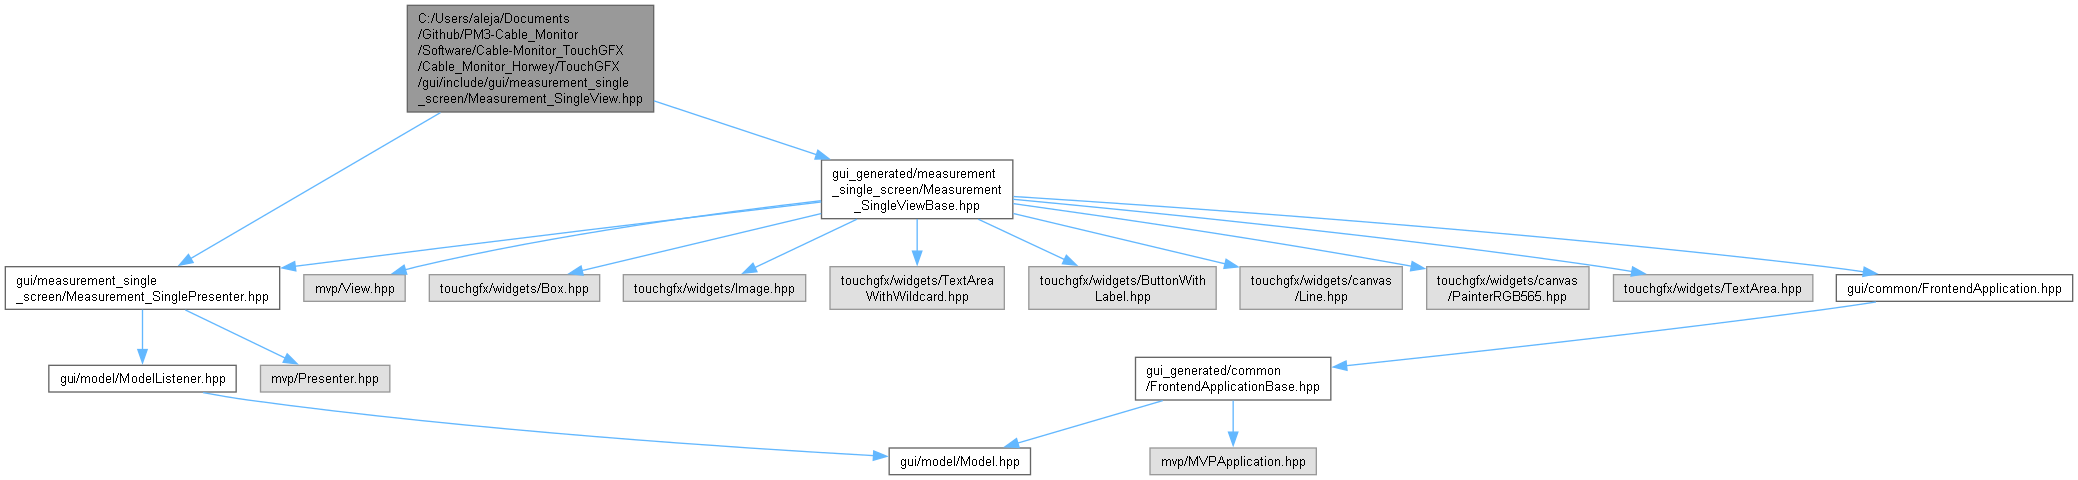 C:/Users/aleja/Documents
/Github/PM3-Cable_Monitor
/Software/Cable-Monitor_TouchGFX
/Cable_Monitor_Horwey/TouchGFX
/gui/include/gui/measurement_single
_screen/Measurement_SingleView.hpp
gui_generated/measurement
_single_screen/Measurement
_SingleViewBase.hpp
gui/measurement_single
_screen/Measurement_SinglePresenter.hpp
mvp/View.hpp
touchgfx/widgets/Box.hpp
touchgfx/widgets/Image.hpp
touchgfx/widgets/TextArea
WithWildcard.hpp
touchgfx/widgets/ButtonWith
Label.hpp
touchgfx/widgets/canvas
/Line.hpp
touchgfx/widgets/canvas
/PainterRGB565.hpp
touchgfx/widgets/TextArea.hpp
gui/common/FrontendApplication.hpp
gui/model/ModelListener.hpp
mvp/Presenter.hpp
gui_generated/common
/FrontendApplicationBase.hpp
gui/model/Model.hpp
mvp/MVPApplication.hpp